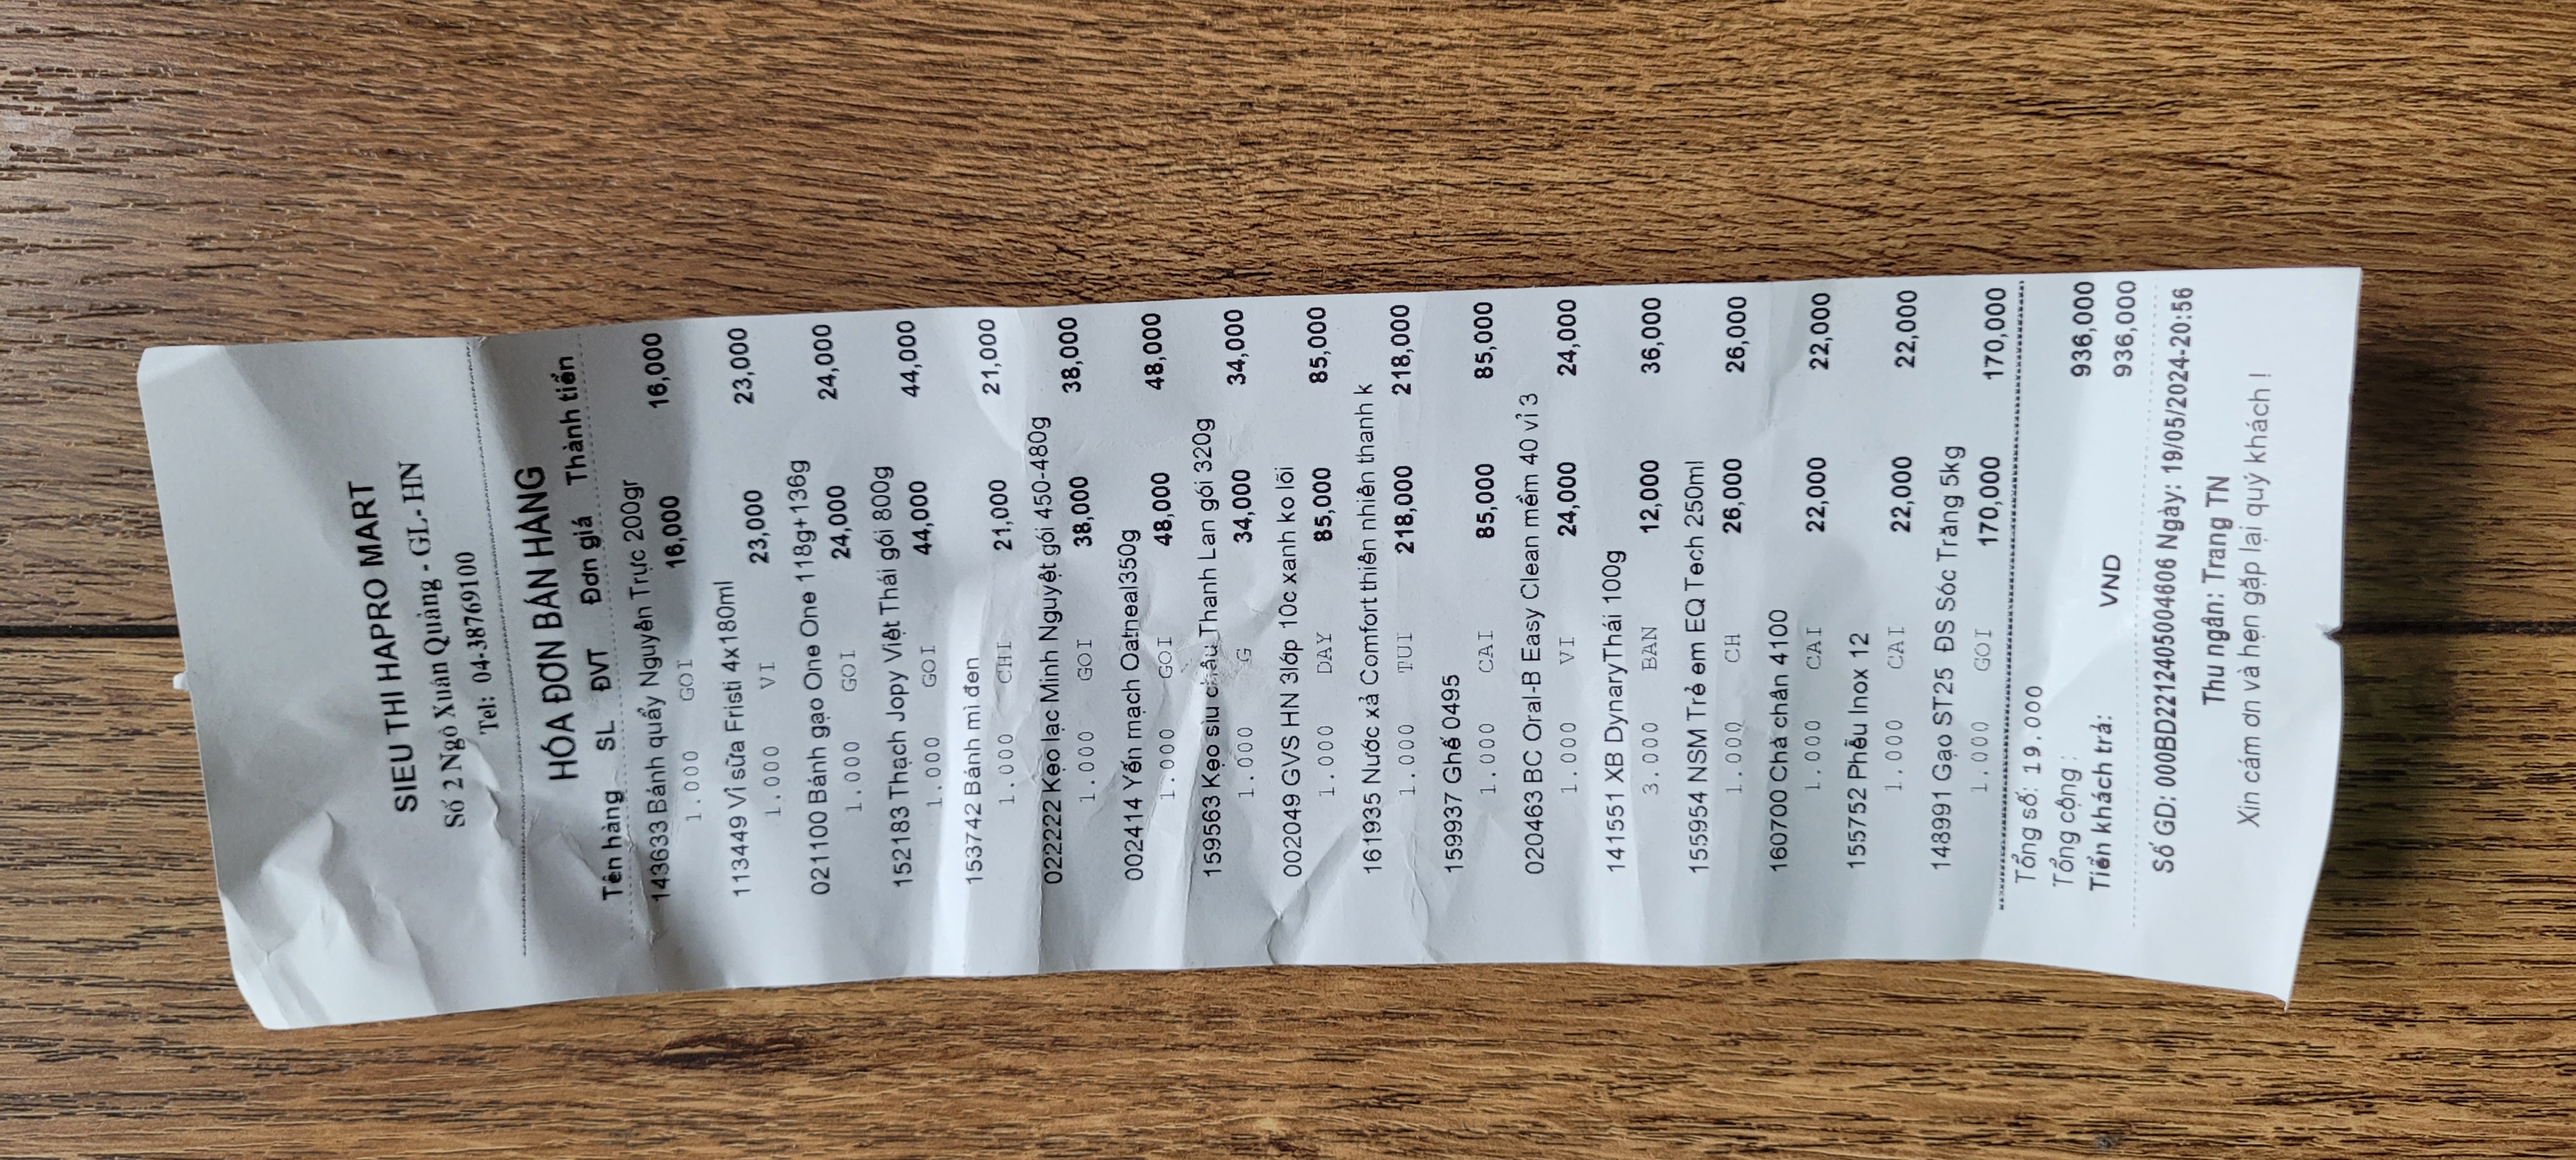 SIEU THI HAPRO MART
Số 2 Ngô Xuân Quảng - GL- HN
Tel: 04-38769100
HÓA ĐƠN BÁN HÀNG
Tên hàng SL ĐVT Đơn giá Thành tiền
143633 Bánh quẩy Nguyên Trực 200gr
1.000 GOI 16,000 16,000
113449 Vỉ sữa Fristi 4x180ml
1.000 VI 23,000 23,000
021100 Bánh gạo One One 118g+136g
1.000 GOI 24,000 24,000
152183 Thạch Jopy Việt Thái gói 800g
1.000 GOI 44,000 44,000
153742 Bánh mì đen
1.000 CHI 21,000 21,000
022222 Kẹo lạc Minh Nguyệt gói 450-480g
1.000 GOI 38,000 38,000
002414 Yến mạch Oatneal350g
1.000 GOI 48,000 48,000
159563 Kẹo sìu châu Thanh Lan gói 320g
1.000 G 34,000 34,000
002049 GVS HN 3lớp 10c xanh ko lõi
1.000 DAY 85,000 85,000
161935 Nước xả Comfort thiên nhiên thanh k
1.000 TUI 218,000 218,000
159937 Ghế 0495
1.000 CAI 85,000 85,000
020463 BC Oral-B Easy Clean mềm 40 vỉ 3
1.000 VI 24,000 24,000
141551 XB DynaryThái 100g
3.000 BAN 12,000 36,000
155954 NSM Trẻ em EQ Tech 250ml
1.000 CH 26,000 26,000
160700 Chà chân 4100
1.000 CAI 22,000 22,000
155752 Phễu Inox 12
1.000 CAI 22,000 22,000
148991 Gạo ST25 ĐS Sóc Trăng 5kg
1.000 GOI 170,000 170,000
Tổng số: 19.000
Tổng cộng : 936,000
Tiền khách trả: VND 936,000
Số GD: 000BD2212405004606 Ngày: 19/05/2024-20:56
Thu ngân: Trang TN
Xin cám ơn và hẹn gặp lại quý khách !